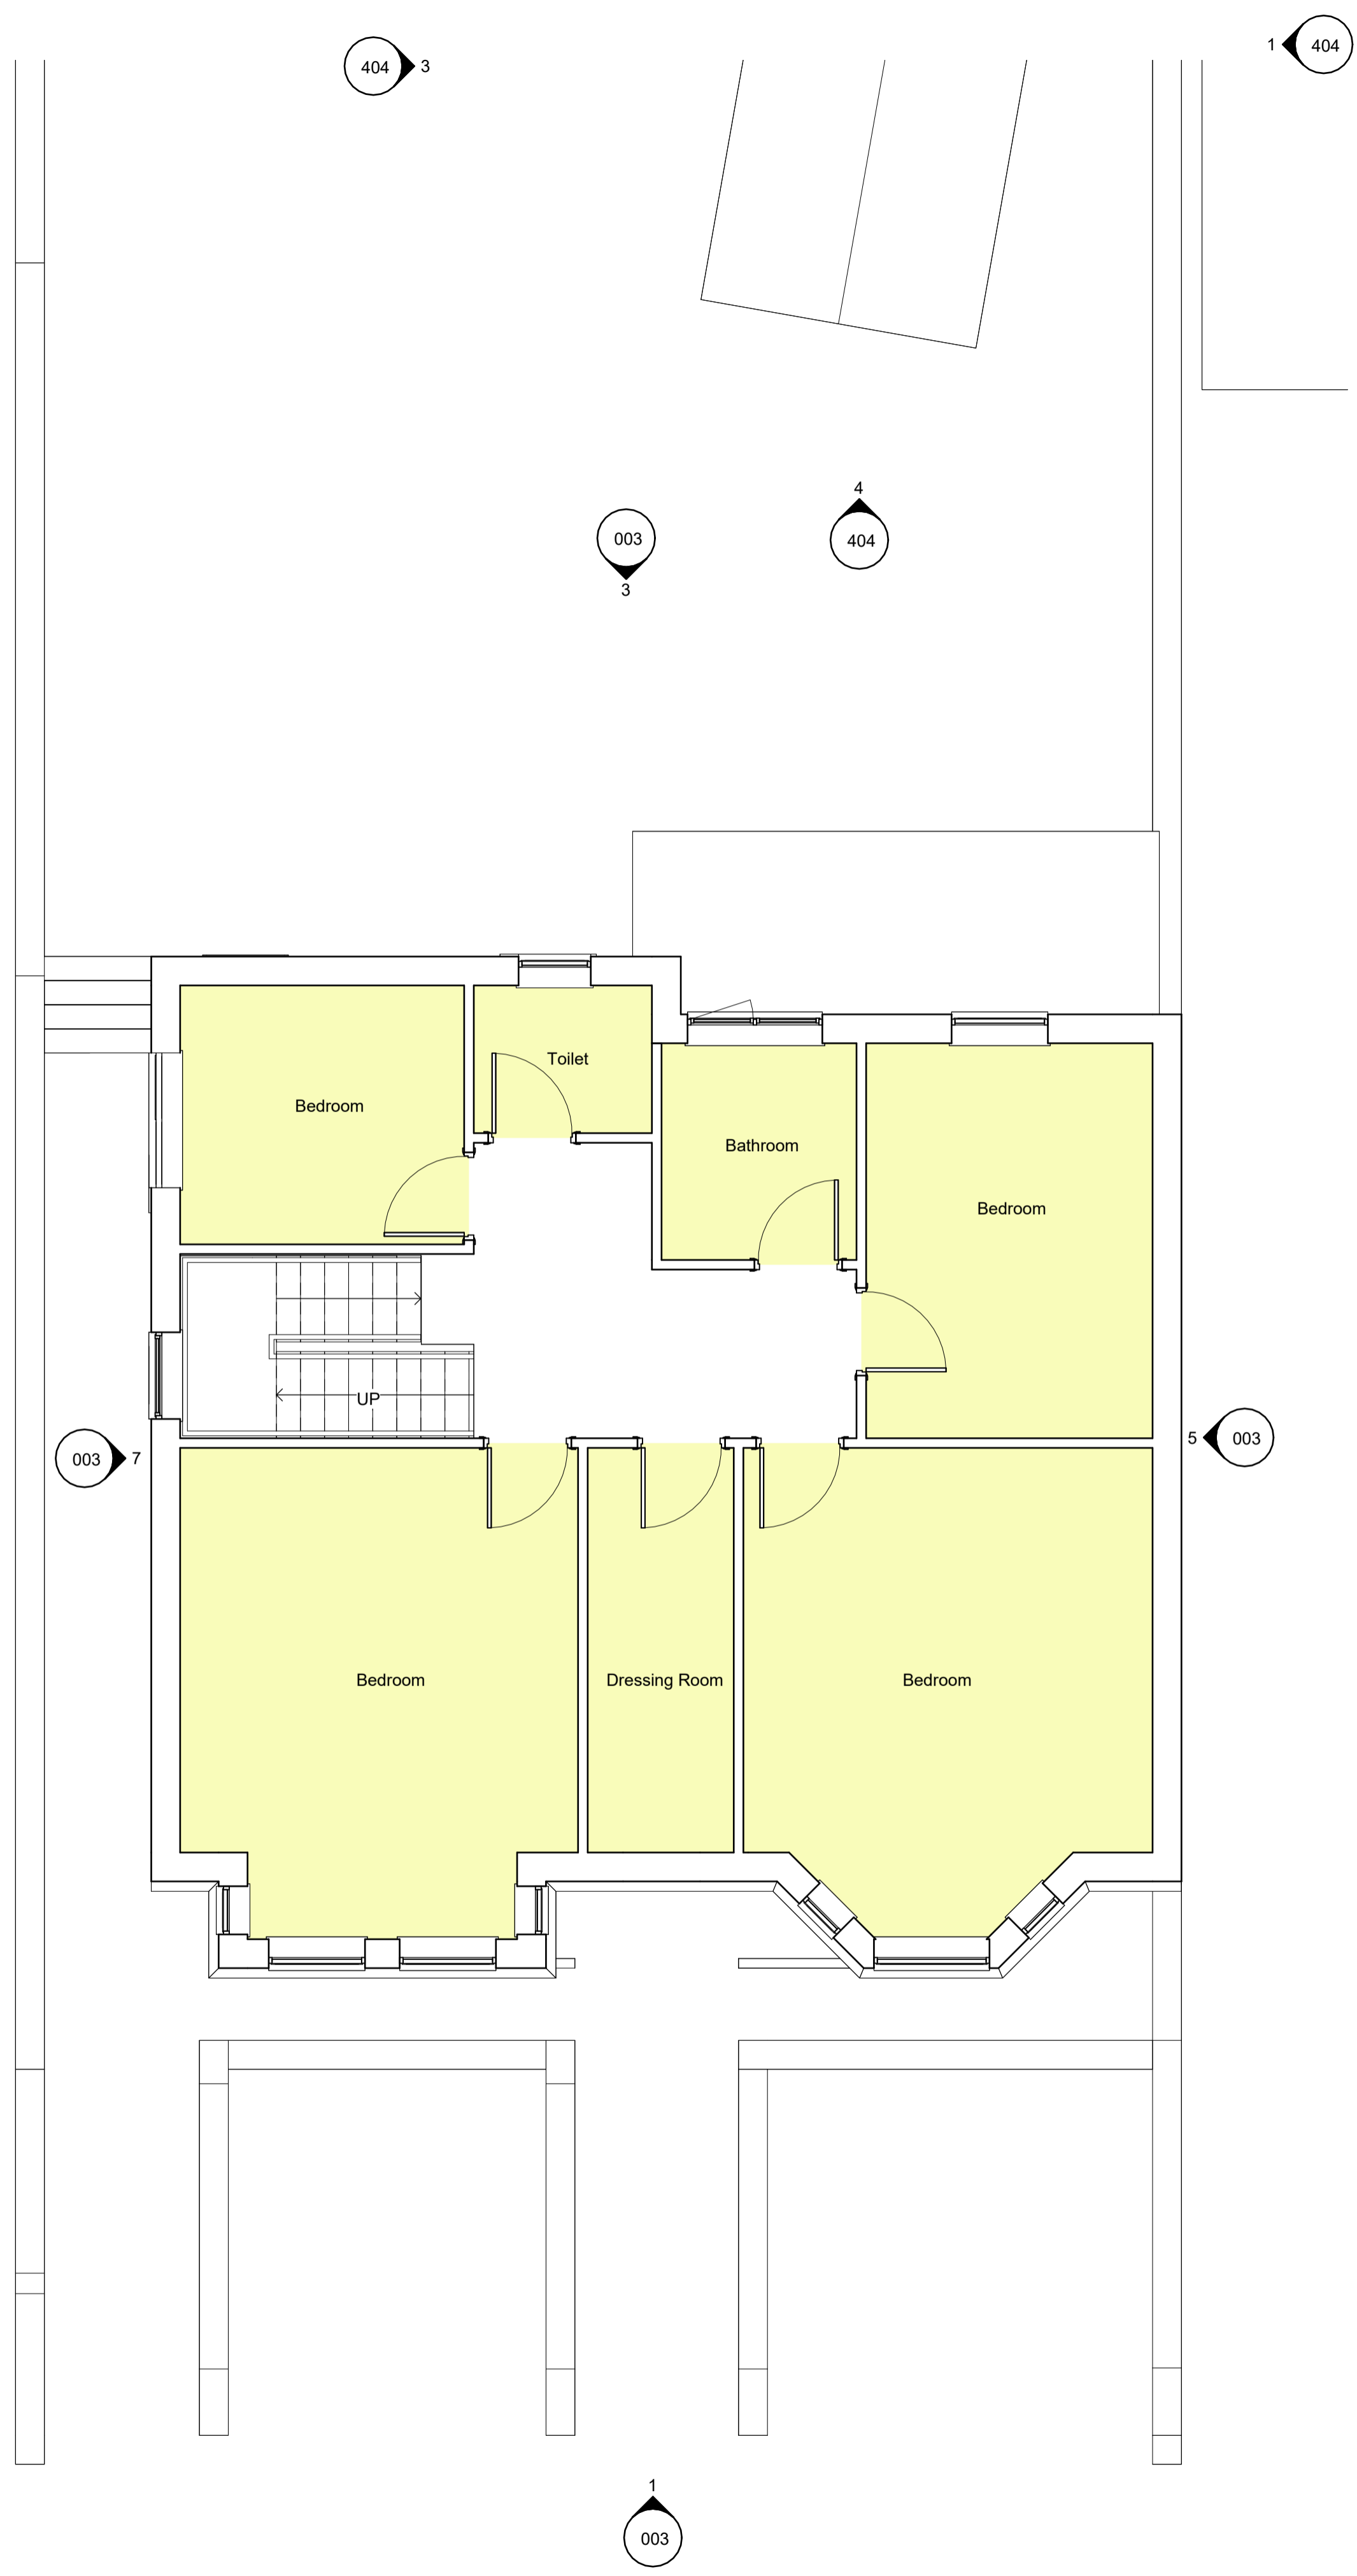 404 3
1 404
4
003
404
3
Toilet
Bedroom
Bathroom
Bedroom
UP
003 7
5 003
Bedroom
Dressing Room
Bedroom
1
003